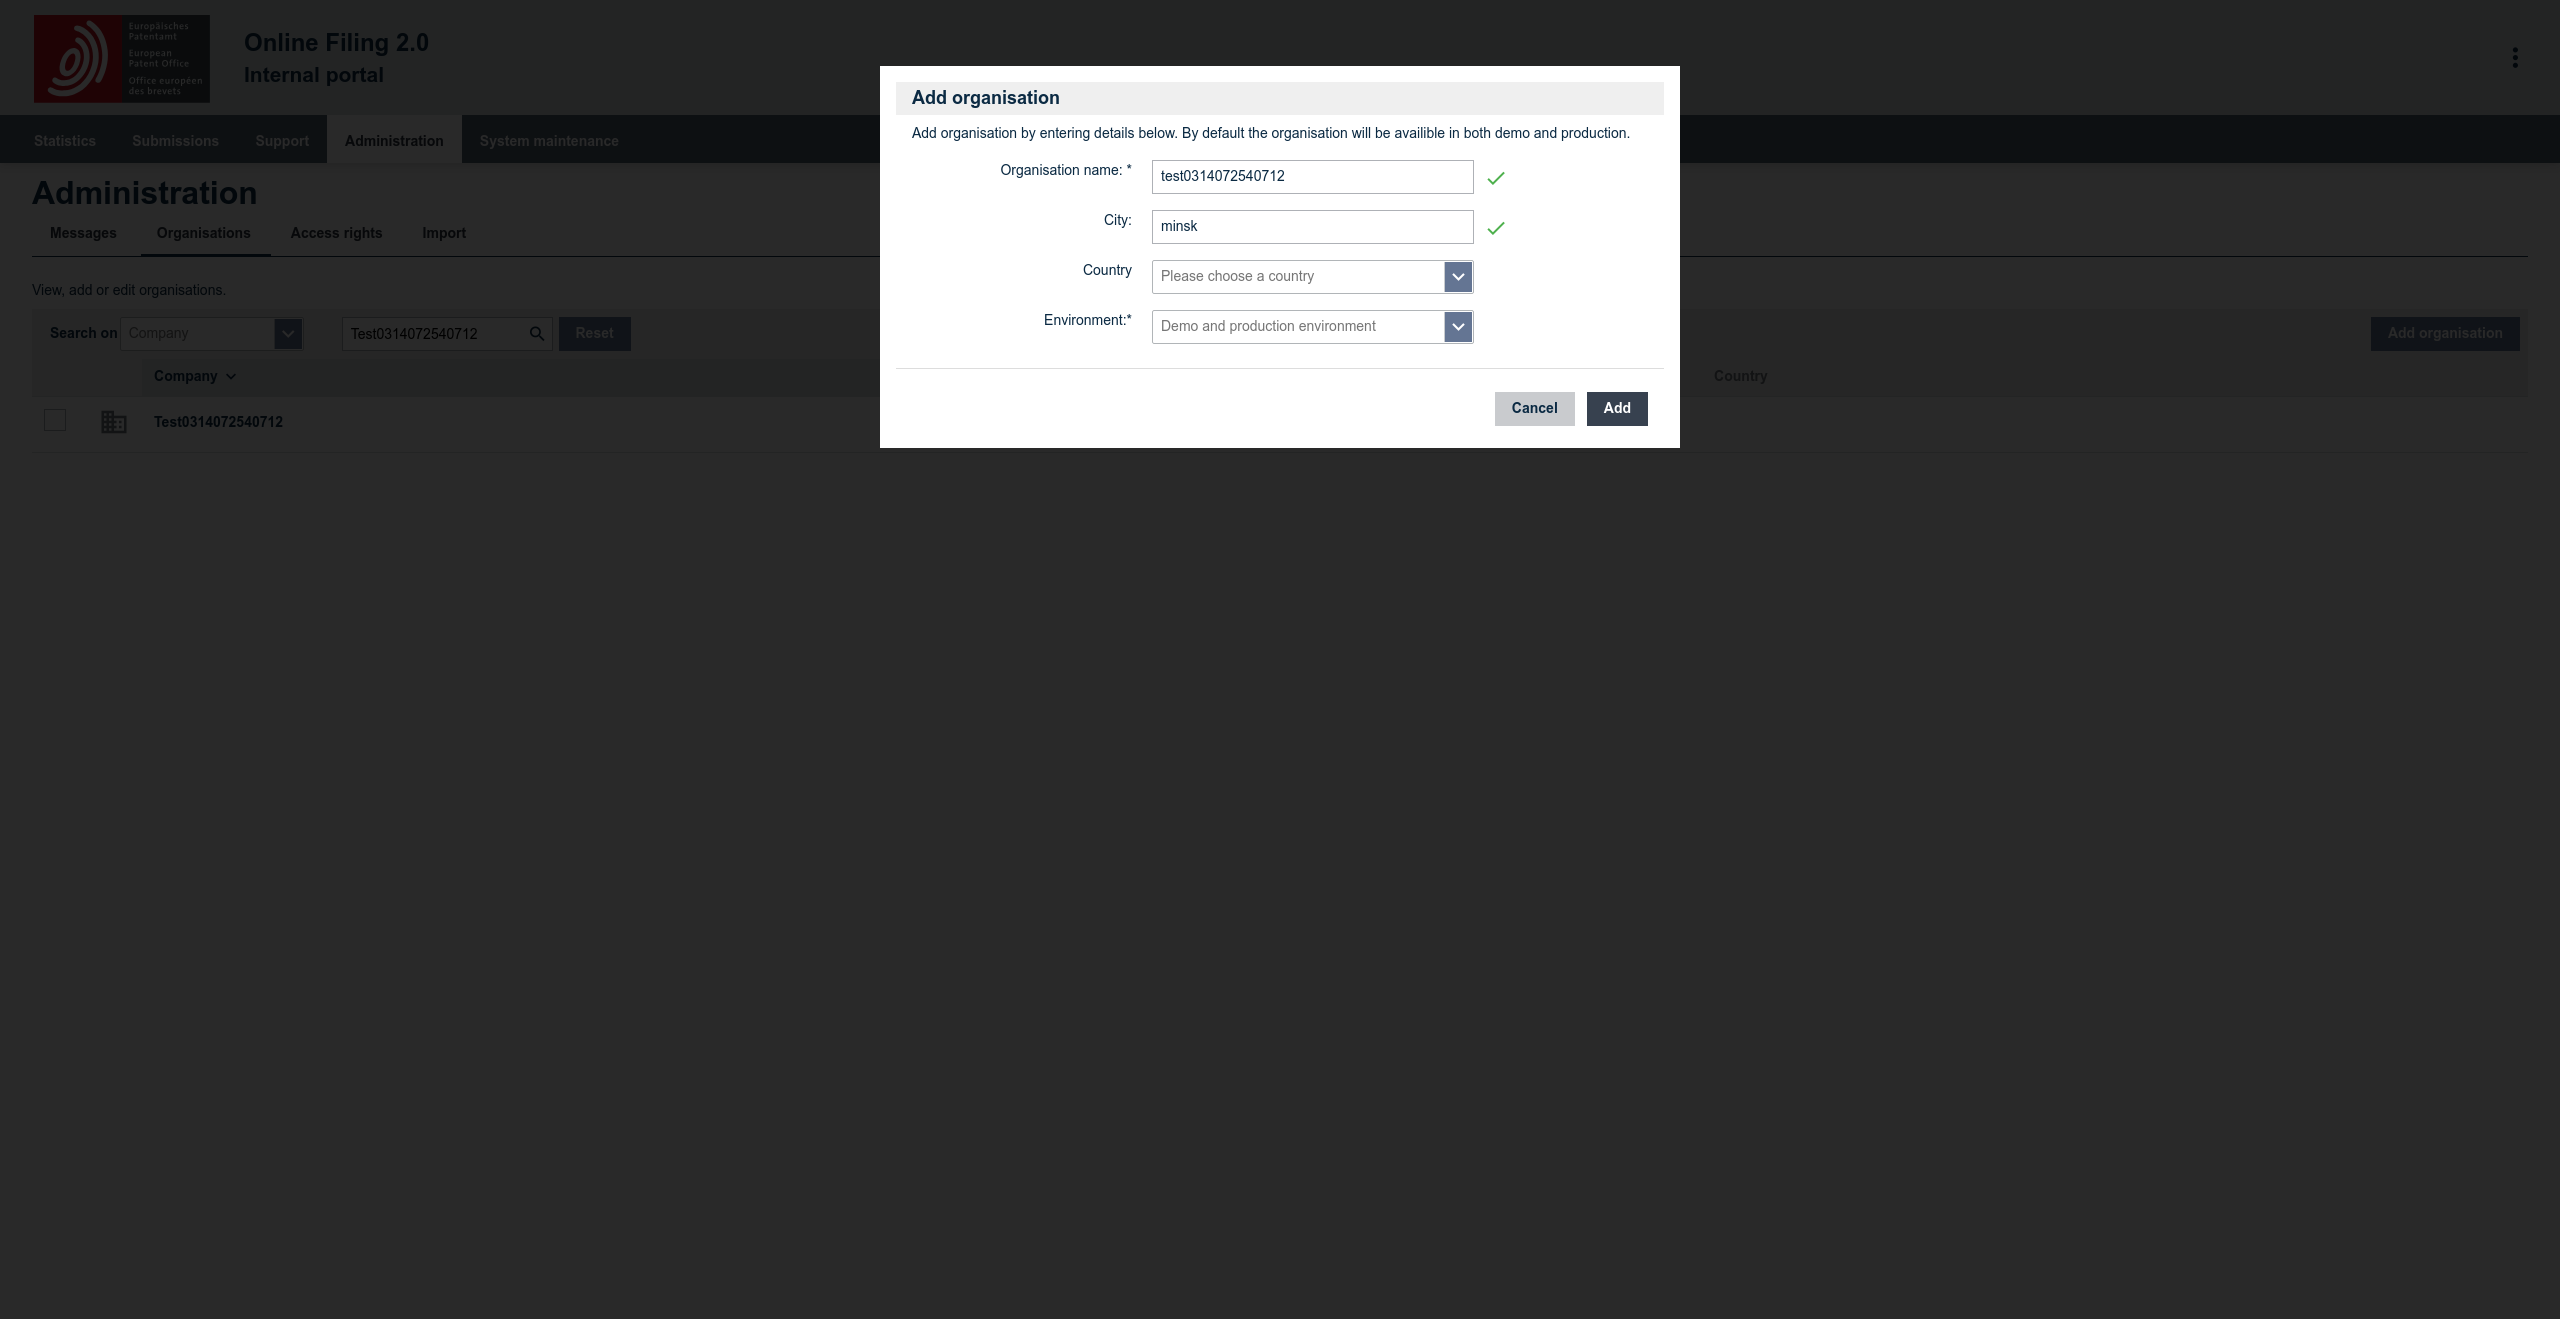 Europäisches
Patentamt
European
Patent Office
Office européen
des brevets
Online Filing 2.0
Internal portal
Statistics Submissions Support Administration System maintenance
Administration
Messages Organisations Access rights Import
View, add or edit organisations.
Search on Company Test0314072540712 Reset Add organisation
Company Country
Test0314072540712
Add organisation
Add organisation by entering details below. By default the organisation will be availible in both demo and production.
Organisation name: * test0314072540712
City: minsk
Country Please choose a country
Environment:* Demo and production environment
Cancel Add